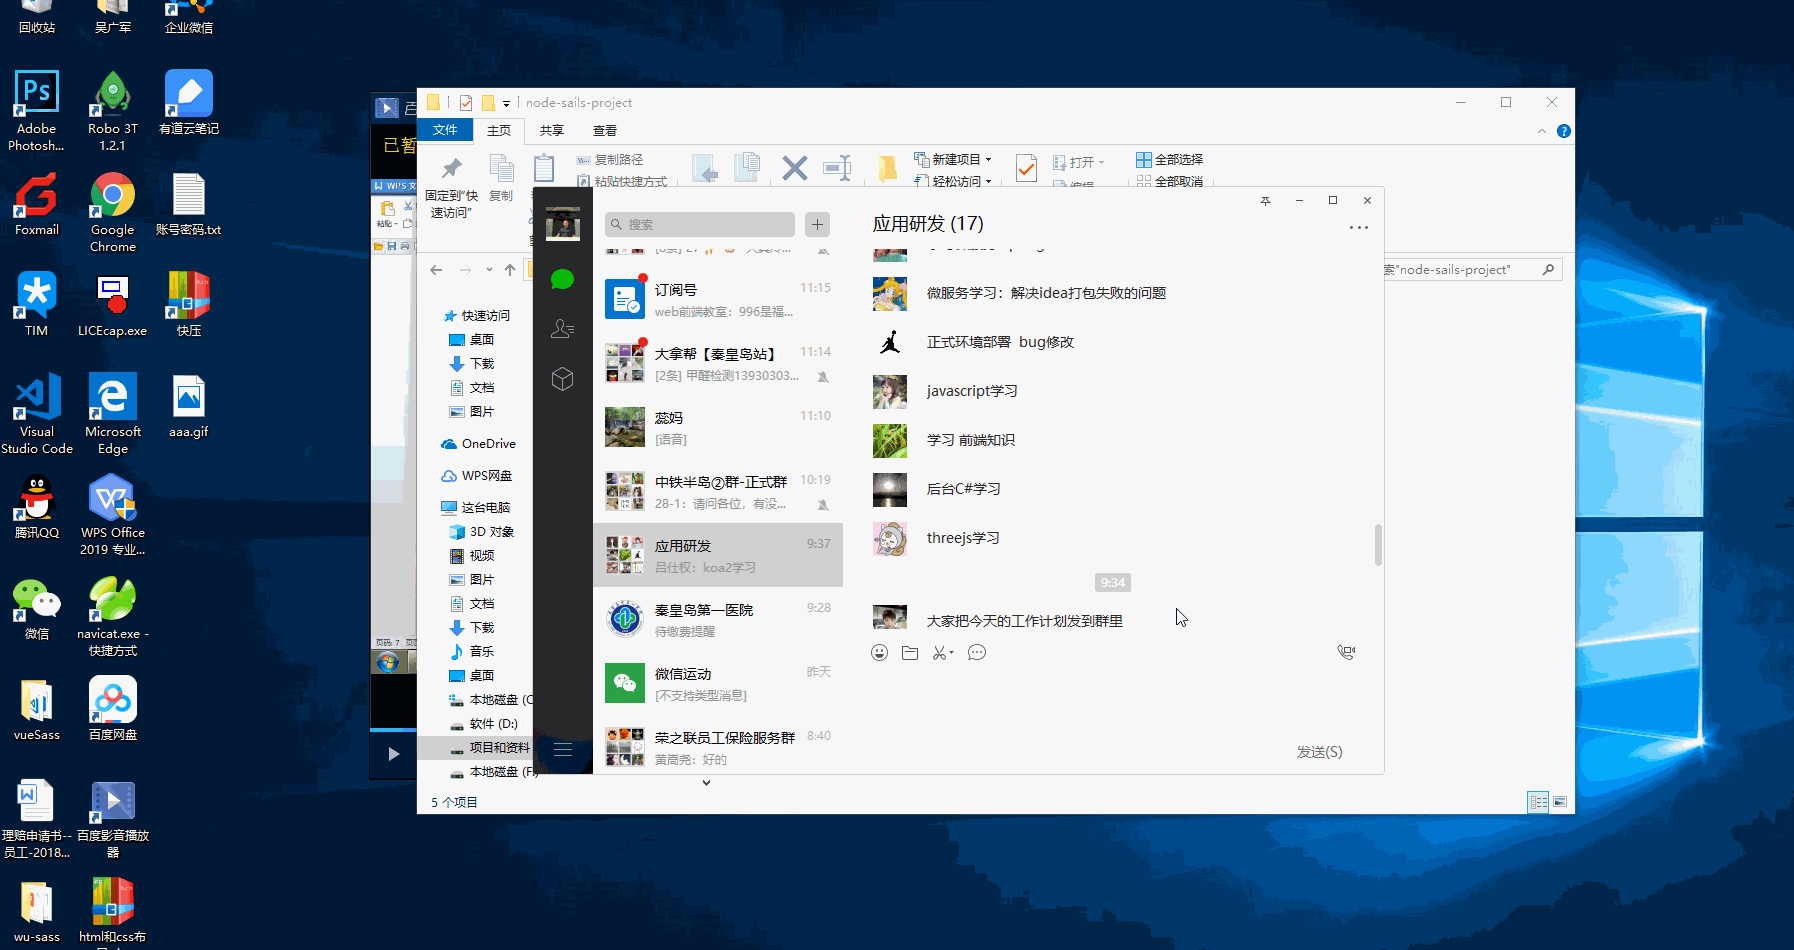 回收站
吴广军
企业微信
Ps
Adobe Photosh...
Robo 3T 1.2.1
有道云笔记
Foxmail
Google Chrome
账号密码.txt
TIM
LICEcap.exe
快压
Visual Studio Code
Microsoft Edge
aaa.gif
腾讯QQ
WPS Office 2019 专业...
微信
navicat.exe - 快捷方式
vueSass
百度网盘
理赔申请书--员工-2018...
百度影音播放器
wu-sass
html和css布
已暂
WPS 文
粘贴
页码: 7
node-sails-project
文件
主页
共享
查看
固定到"快速访问"
复制
复制路径
粘贴快捷方式
新建项目
轻松访问
打开
编辑
全部选择
全部取消
索"node-sails-project"
快速访问
桌面
下载
文档
图片
OneDrive
WPS网盘
这台电脑
3D 对象
视频
图片
文档
下载
音乐
桌面
本地磁盘 (C
软件 (D:)
项目和资料
本地磁盘 (F:)
5 个项目
搜索
订阅号
11:15
web前端教室：996是福...
大拿帮【秦皇岛站】
11:14
[2条] 甲醛检测13930303...
蕊妈
11:10
[语音]
中铁半岛②群-正式群
10:19
28-1：请问各位，有没...
应用研发
9:37
吕仕权：koa2学习
秦皇岛第一医院
9:28
待缴费提醒
微信运动
昨天
[不支持类型消息]
荣之联员工保险服务群
8:40
黄嵩尧：好的
应用研发 (17)
微服务学习：解决idea打包失败的问题
正式环境部署 bug修改
javascript学习
学习 前端知识
后台C#学习
threejs学习
9:34
大家把今天的工作计划发到群里
发送(S)